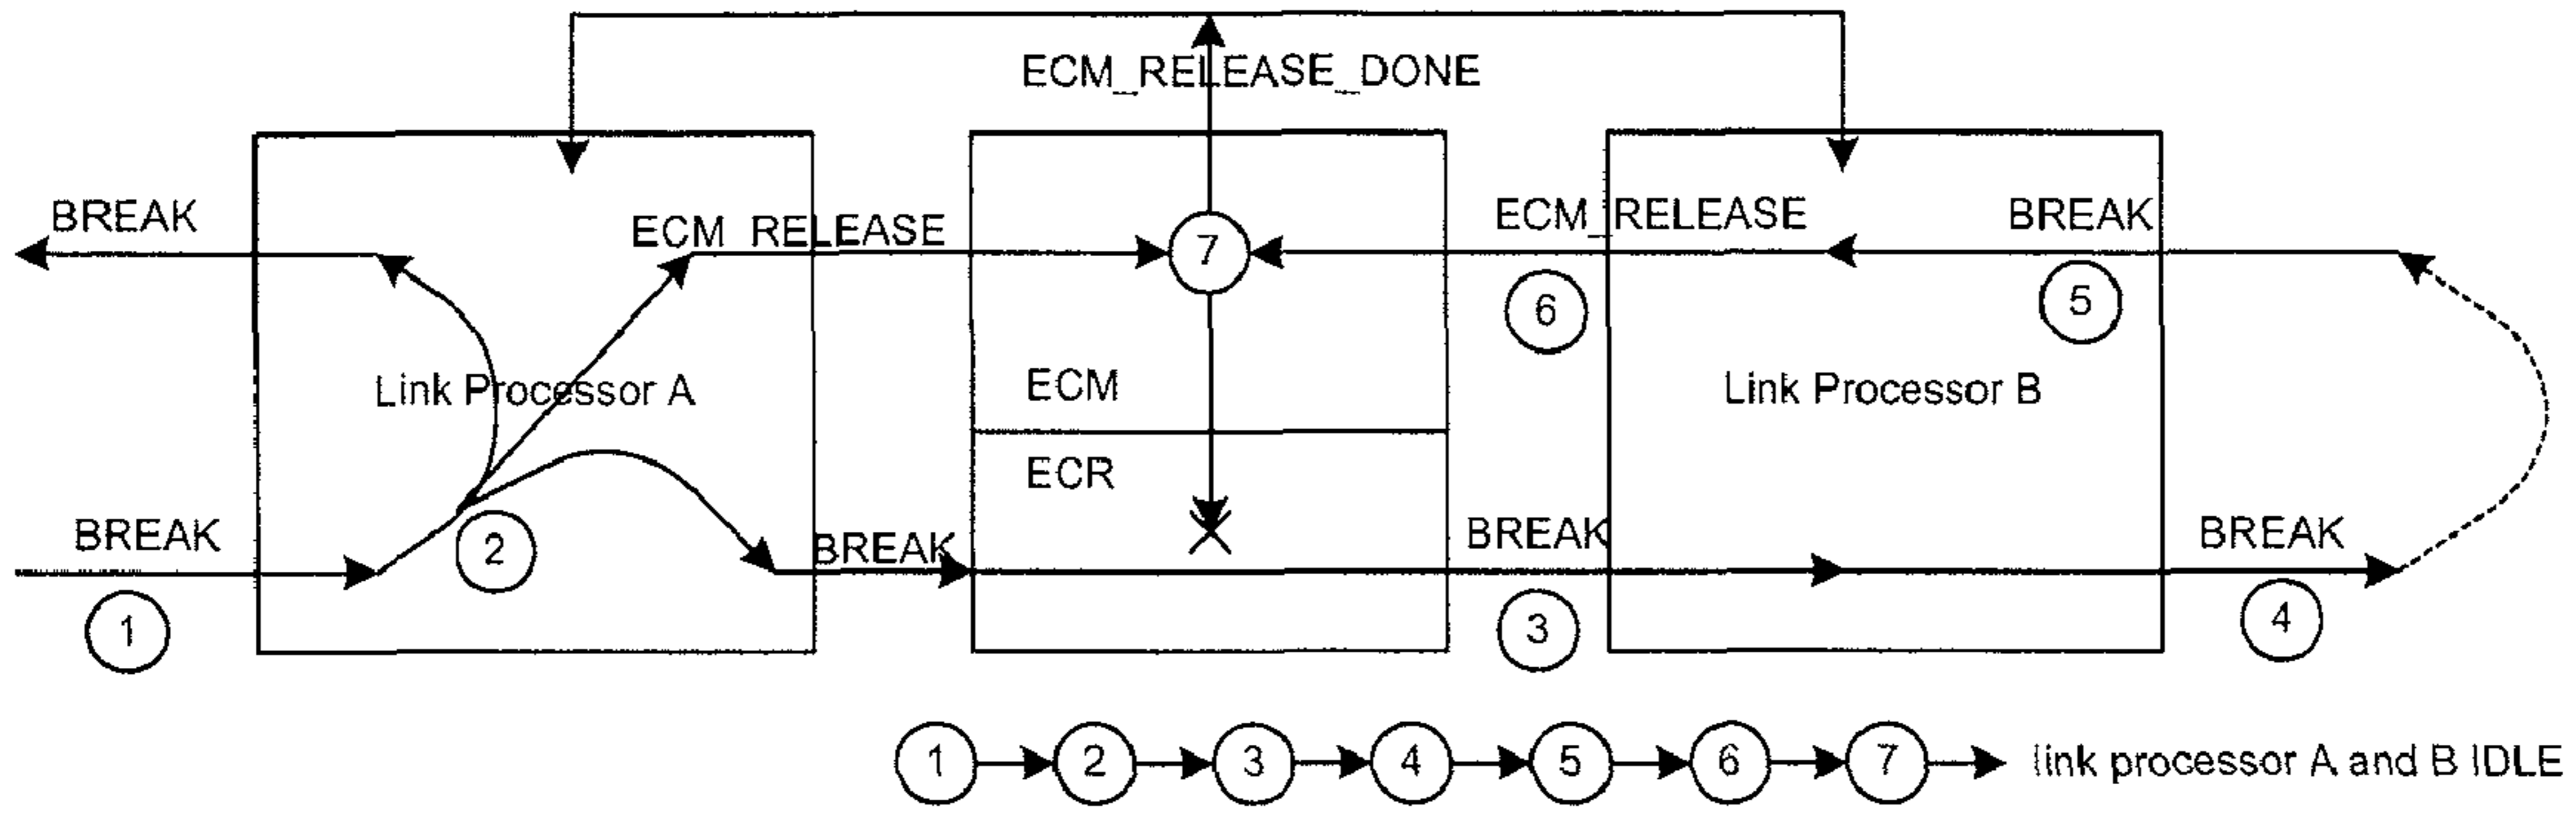 ECM_RELEASE_DONE
BREAK
ECM_RELEASE
7
ECM_RELEASE
BREAK
6
5
Link Processor A
ECM
Link Processor B
ECR
BREAK
2
BREAK
BREAK
BREAK
1
3
4
1 2 3 4 5 6 7 link processor A and B IDLE